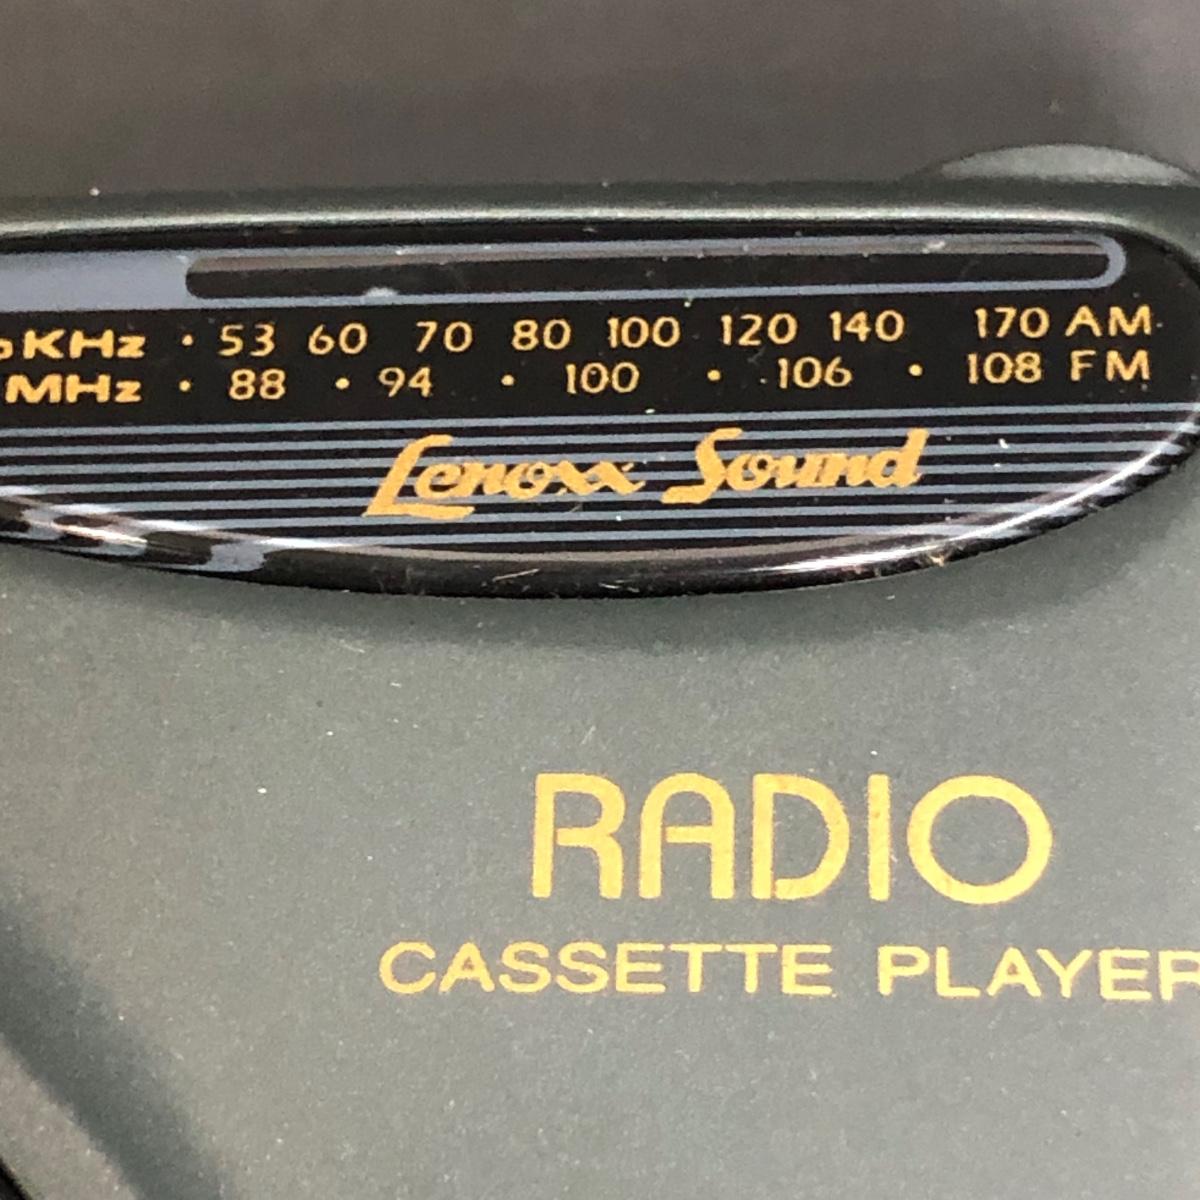 KHz · 53 60 70 80 100 120 140 170 AM
MHz · 88 · 94 · 100 · 106 · 108 FM
Lenoxx Sound
RADIO
CASSETTE PLAYER